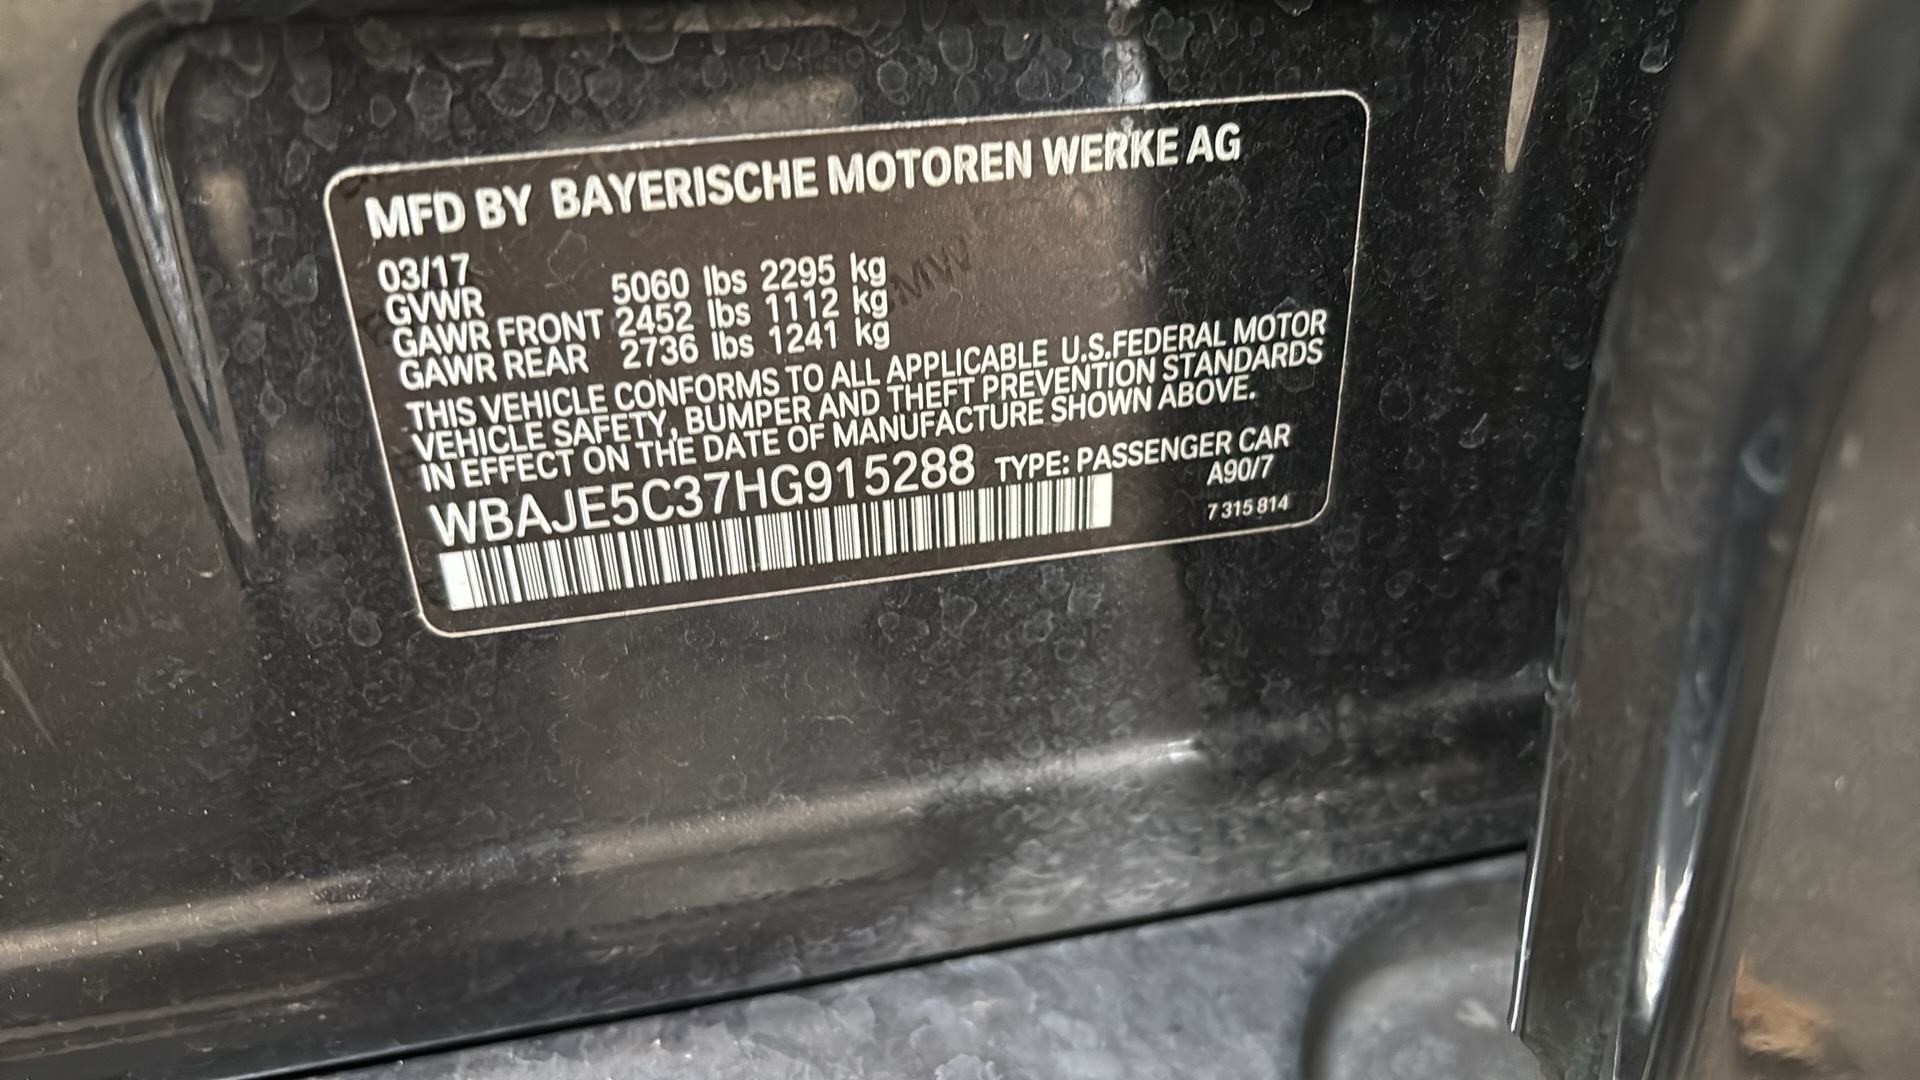 MFD BY BAYERISCHE MOTOREN WERKE AG
03/17
GVWR 5060 lbs 2295 kg
GAWR FRONT 2452 lbs 1112 kg
GAWR REAR 2736 lbs 1241 kg
THIS VEHICLE CONFORMS TO ALL APPLICABLE U.S.FEDERAL MOTOR
VEHICLE SAFETY, BUMPER AND THEFT PREVENTION STANDARDS
IN EFFECT ON THE DATE OF MANUFACTURE SHOWN ABOVE.
WBAJE5C37HG915288 TYPE: PASSENGER CAR
A90/7
7 315 814